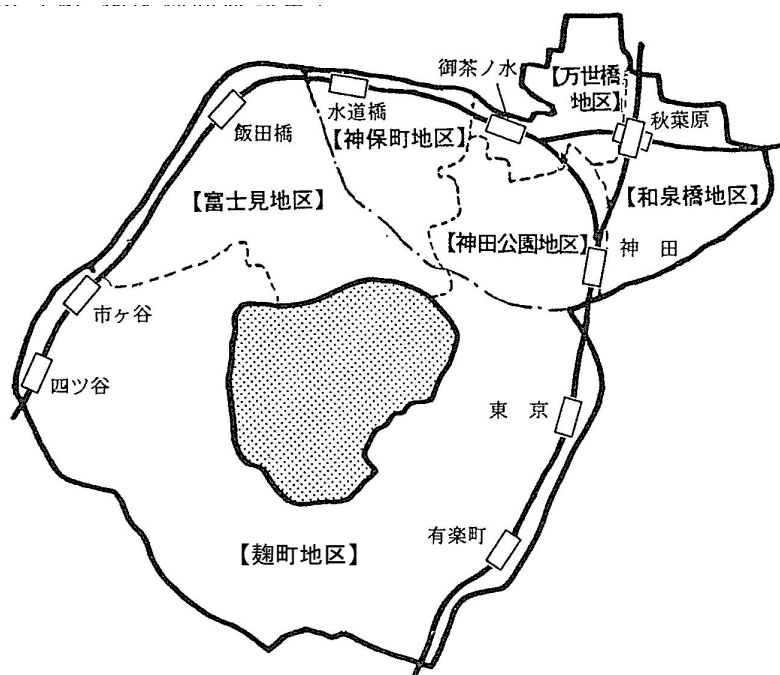 御茶ノ水
【万世橋
地区】
水道橋
秋葉原
飯田橋
【神保町地区】
【富士見地区】
【和泉橋地区】
【神田公園地区】
神田
市ヶ谷
四ツ谷
東京
有楽町
【麹町地区】